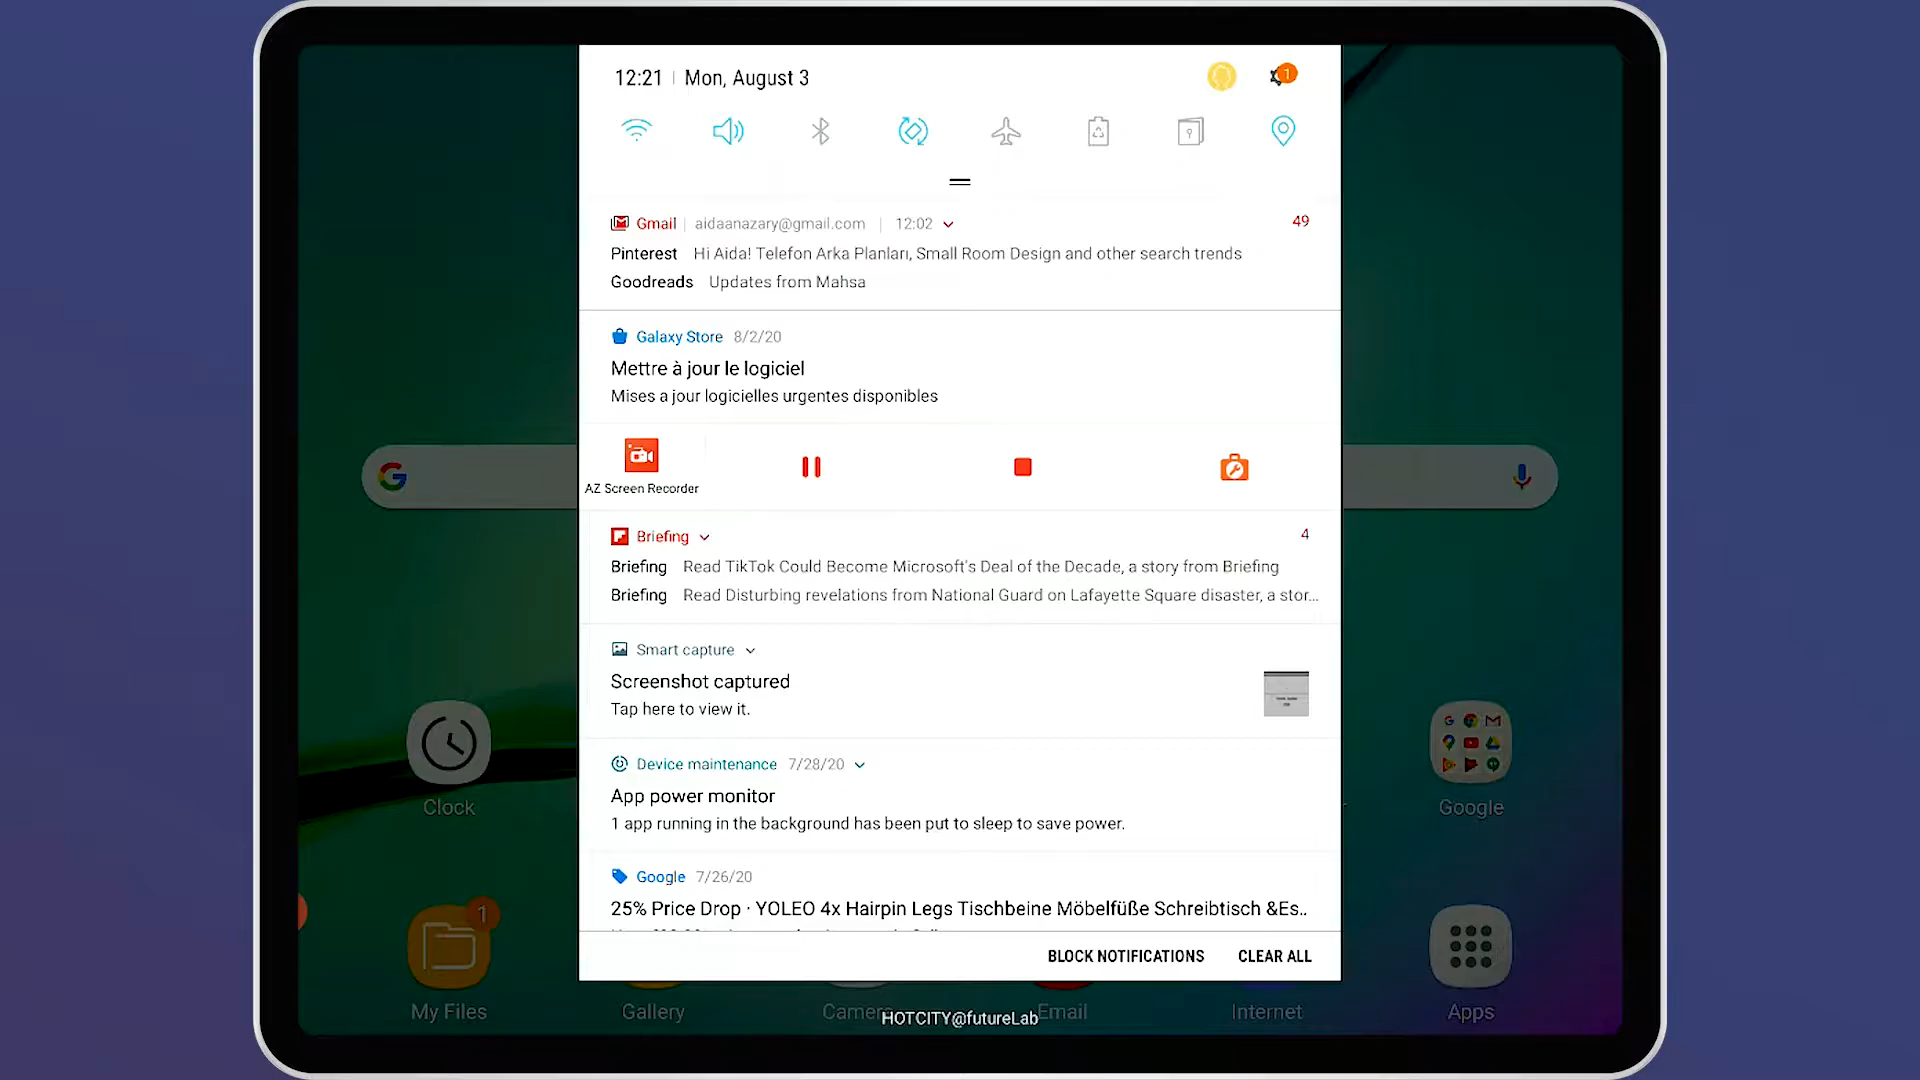 12:21 | Mon, August 3
1
Gmail | aidaanazary@gmail.com | 12:02
49
Pinterest Hi Aida! Telefon Arka Planları, Small Room Design and other search trends
Goodreads Updates from Mahsa
Galaxy Store 8/2/20
Mettre à jour le logiciel
Mises a jour logicielles urgentes disponibles
AZ Screen Recorder
Briefing
4
Briefing Read TikTok Could Become Microsoft's Deal of the Decade, a story from Briefing
Briefing Read Disturbing revelations from National Guard on Lafayette Square disaster, a stor...
Smart capture
Screenshot captured
Tap here to view it.
Device maintenance 7/28/20
App power monitor
1 app running in the background has been put to sleep to save power.
Google 7/26/20
25% Price Drop · YOLEO 4x Hairpin Legs Tischbeine Möbelfüße Schreibtisch &Es..
BLOCK NOTIFICATIONS CLEAR ALL
Clock
Google
1
My Files
Gallery
Camera
Email
Internet
Apps
HOTCITY@futureLab